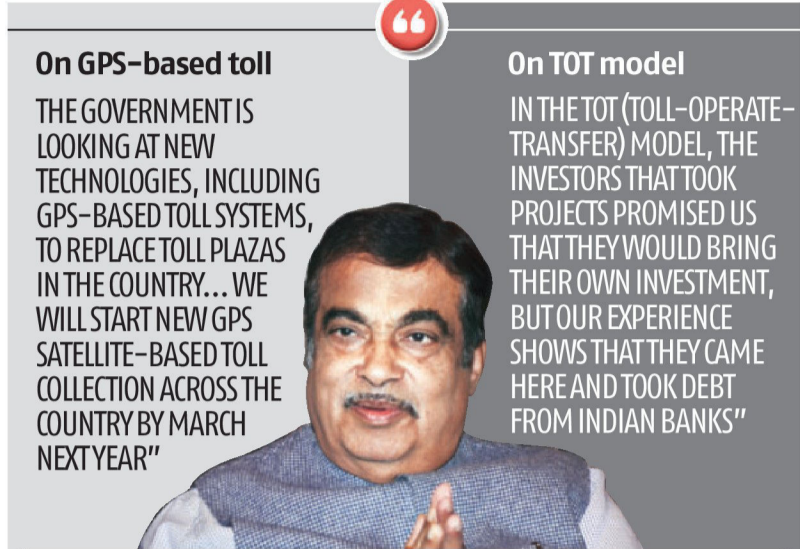 On GPS-based toll
THE GOVERNMENT IS
LOOKING AT NEW
TECHNOLOGIES, INCLUDING
GPS-BASED TOLL SYSTEMS,
TO REPLACE TOLL PLAZAS
IN THE COUNTRY... WE
WILL START NEW GPS
SATELLITE-BASED TOLL
COLLECTION ACROSS THE
COUNTRY BY MARCH
NEXT YEAR”
On TOT model
IN THE TOT (TOLL-OPERATE-
TRANSFER) MODEL, THE
INVESTORS THAT TOOK
PROJECTS PROMISED US
THAT THEY WOULD BRING
THEIR OWN INVESTMENT,
BUT OUR EXPERIENCE
SHOWS THAT THEY CAME
HERE AND TOOK DEBT
FROM INDIAN BANKS”